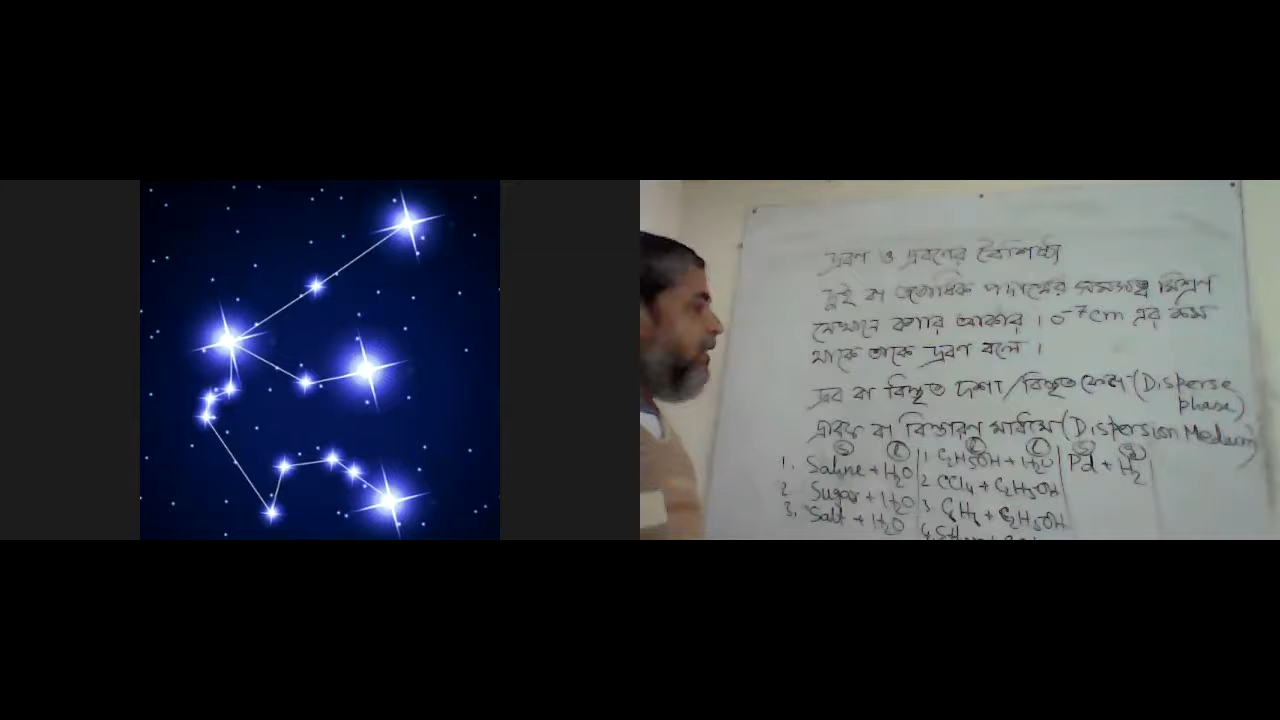 দ্রবণ ও দ্রবণের বৈশিষ্ট্য
দুই বা ততোধিক পদার্থের সমসত্ত্ব মিশ্রণ
যেখানে কণার আকার 10⁻⁷cm এর কম
থাকে তাকে দ্রবণ বলে।
দ্রব বা বিস্তৃত দশা/বিস্তৃত ফেজ (Disperse phase)
দ্রাবক বা বিস্তারণ মাধ্যম (Dispersion Medium)
1. Saline + H₂O 1 C₂H₅OH + H₂O Pd + H₂
2 Sugar + H₂O 2 CCl₄ + C₂H₅OH
3. Salt + H₂O 3 + C₂H₅OH
4